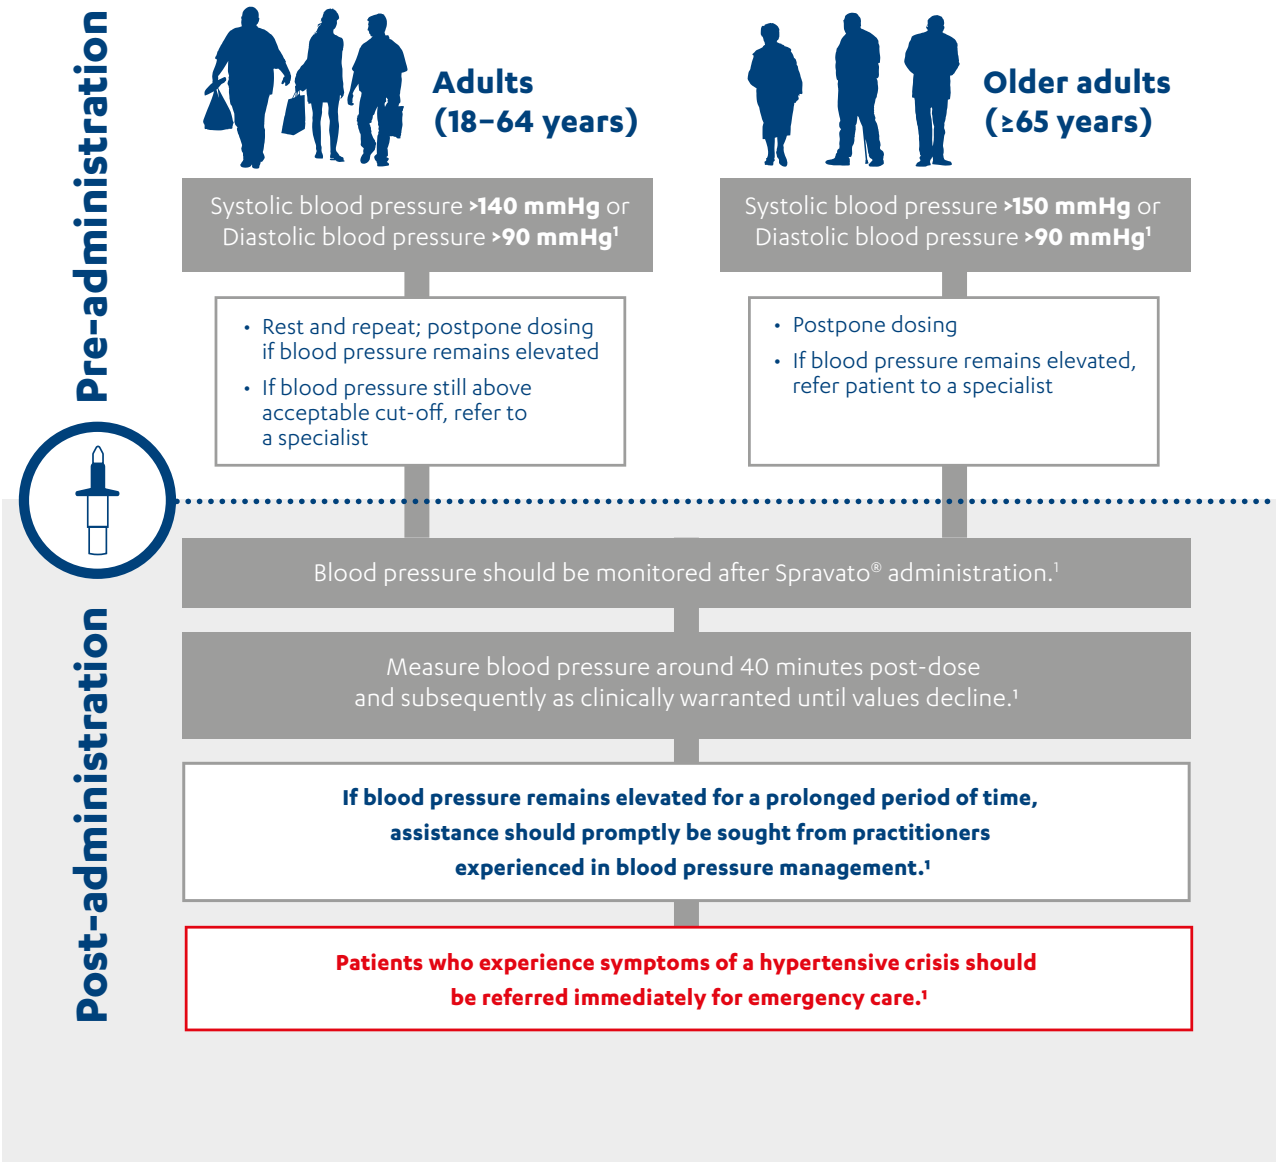 Pre-administration
Adults
(18–64 years)
Older adults
(≥65 years)
Systolic blood pressure >140 mmHg or
Diastolic blood pressure >90 mmHg¹
Systolic blood pressure >150 mmHg or
Diastolic blood pressure >90 mmHg¹
• Rest and repeat; postpone dosing
if blood pressure remains elevated
• If blood pressure still above
acceptable cut-off, refer to
a specialist
• Postpone dosing
• If blood pressure remains elevated,
refer patient to a specialist
Post-administration
Blood pressure should be monitored after Spravato® administration.¹
Measure blood pressure around 40 minutes post-dose
and subsequently as clinically warranted until values decline.¹
If blood pressure remains elevated for a prolonged period of time,
assistance should promptly be sought from practitioners
experienced in blood pressure management.¹
Patients who experience symptoms of a hypertensive crisis should
be referred immediately for emergency care.¹